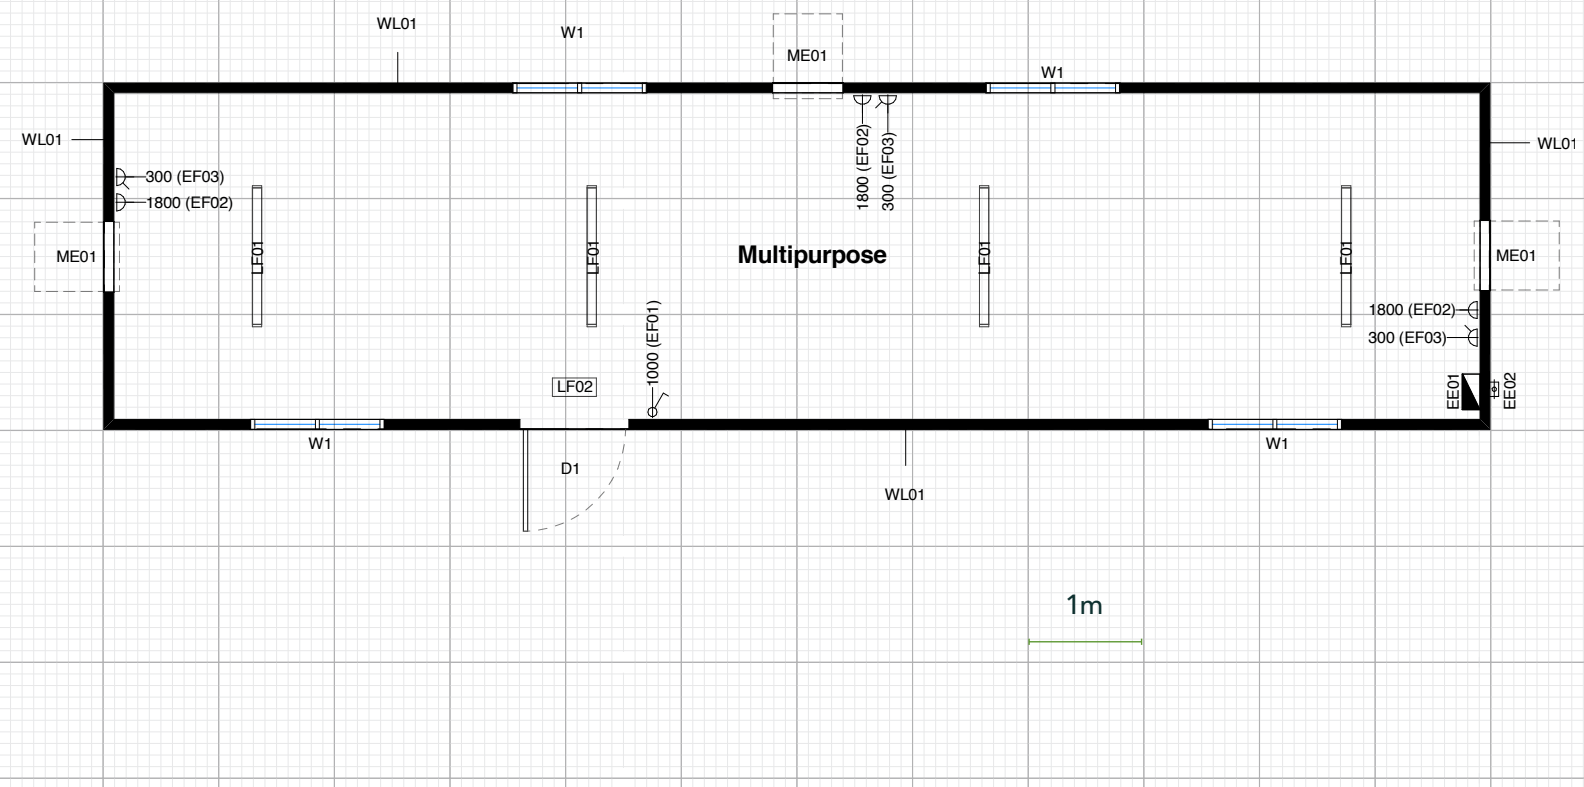 WL01
W1
ME01
W1
WL01
WL01
300 (EF03)
1800 (EF02)
1800 (EF02)
300 (EF03)
ME01
LF01
LF01
Multipurpose
LF01
LF01
ME01
1800 (EF02)
300 (EF03)
1000 (EF01)
LF02
EE01
EE02
W1
D1
W1
WL01
1m